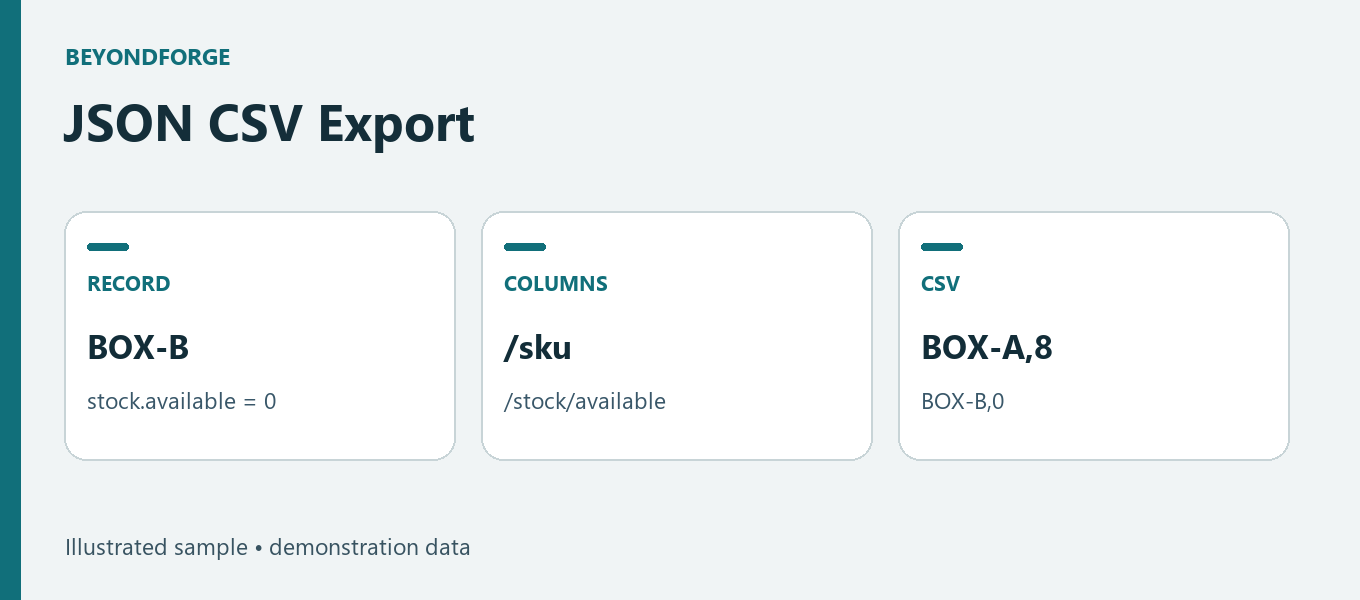 BEYONDFORGE
JSON CSV Export
RECORD
BOX-B
stock.available = 0
COLUMNS
/sku
/stock/available
CSV
BOX-A,8
BOX-B,0
Illustrated sample • demonstration data